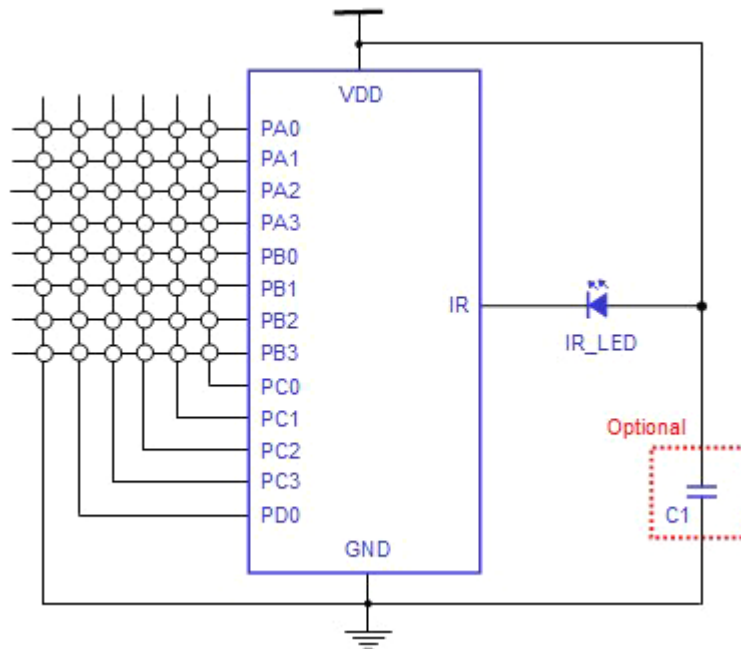 VDD
PA0
PA1
PA2
PA3
PB0
PB1
PB2
PB3
PC0
PC1
PC2
PC3
PD0
GND
IR
IR_LED
Optional
C1